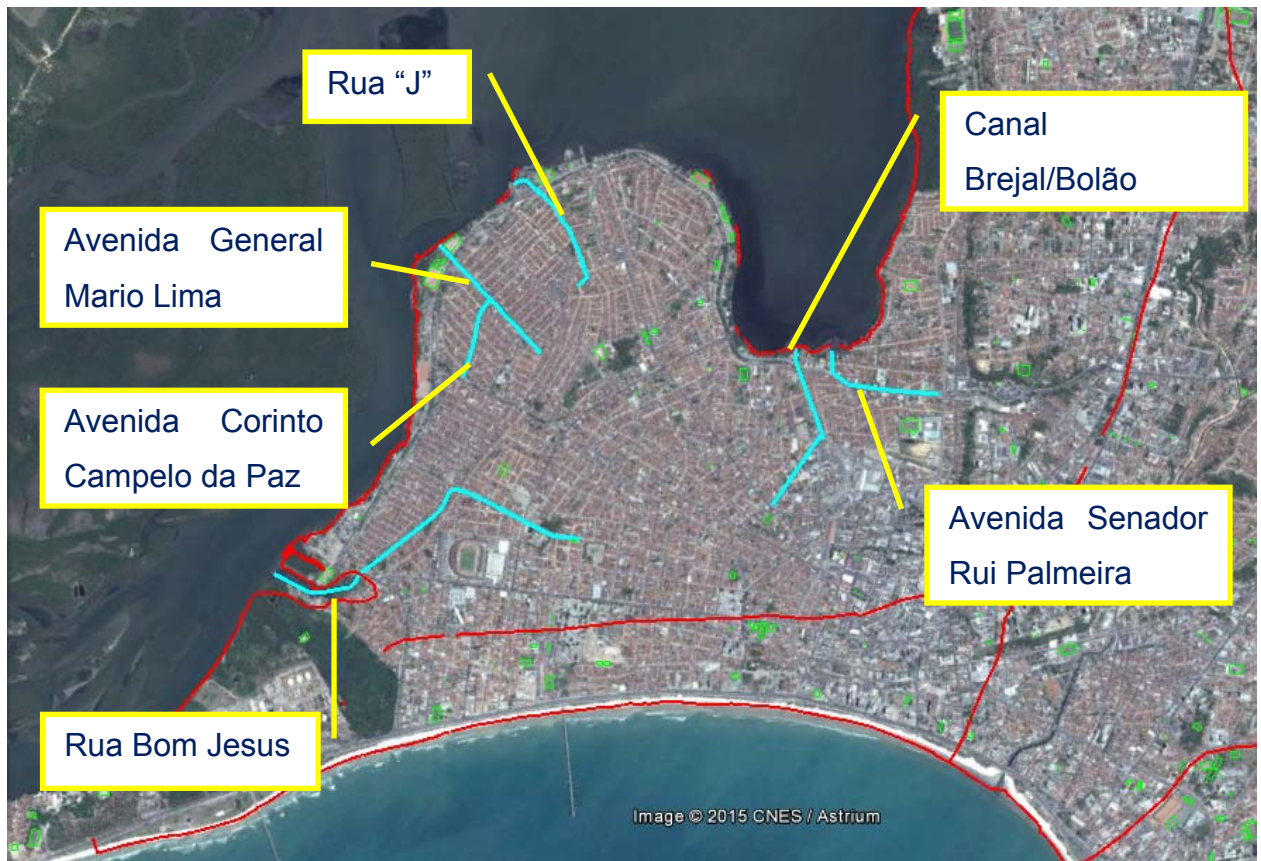 Rua “J”
Canal
Brejal/Bolão
Avenida General
Mario Lima
Avenida Corinto
Campelo da Paz
Avenida Senador
Rui Palmeira
Rua Bom Jesus
Image © 2015 CNES / Astrium